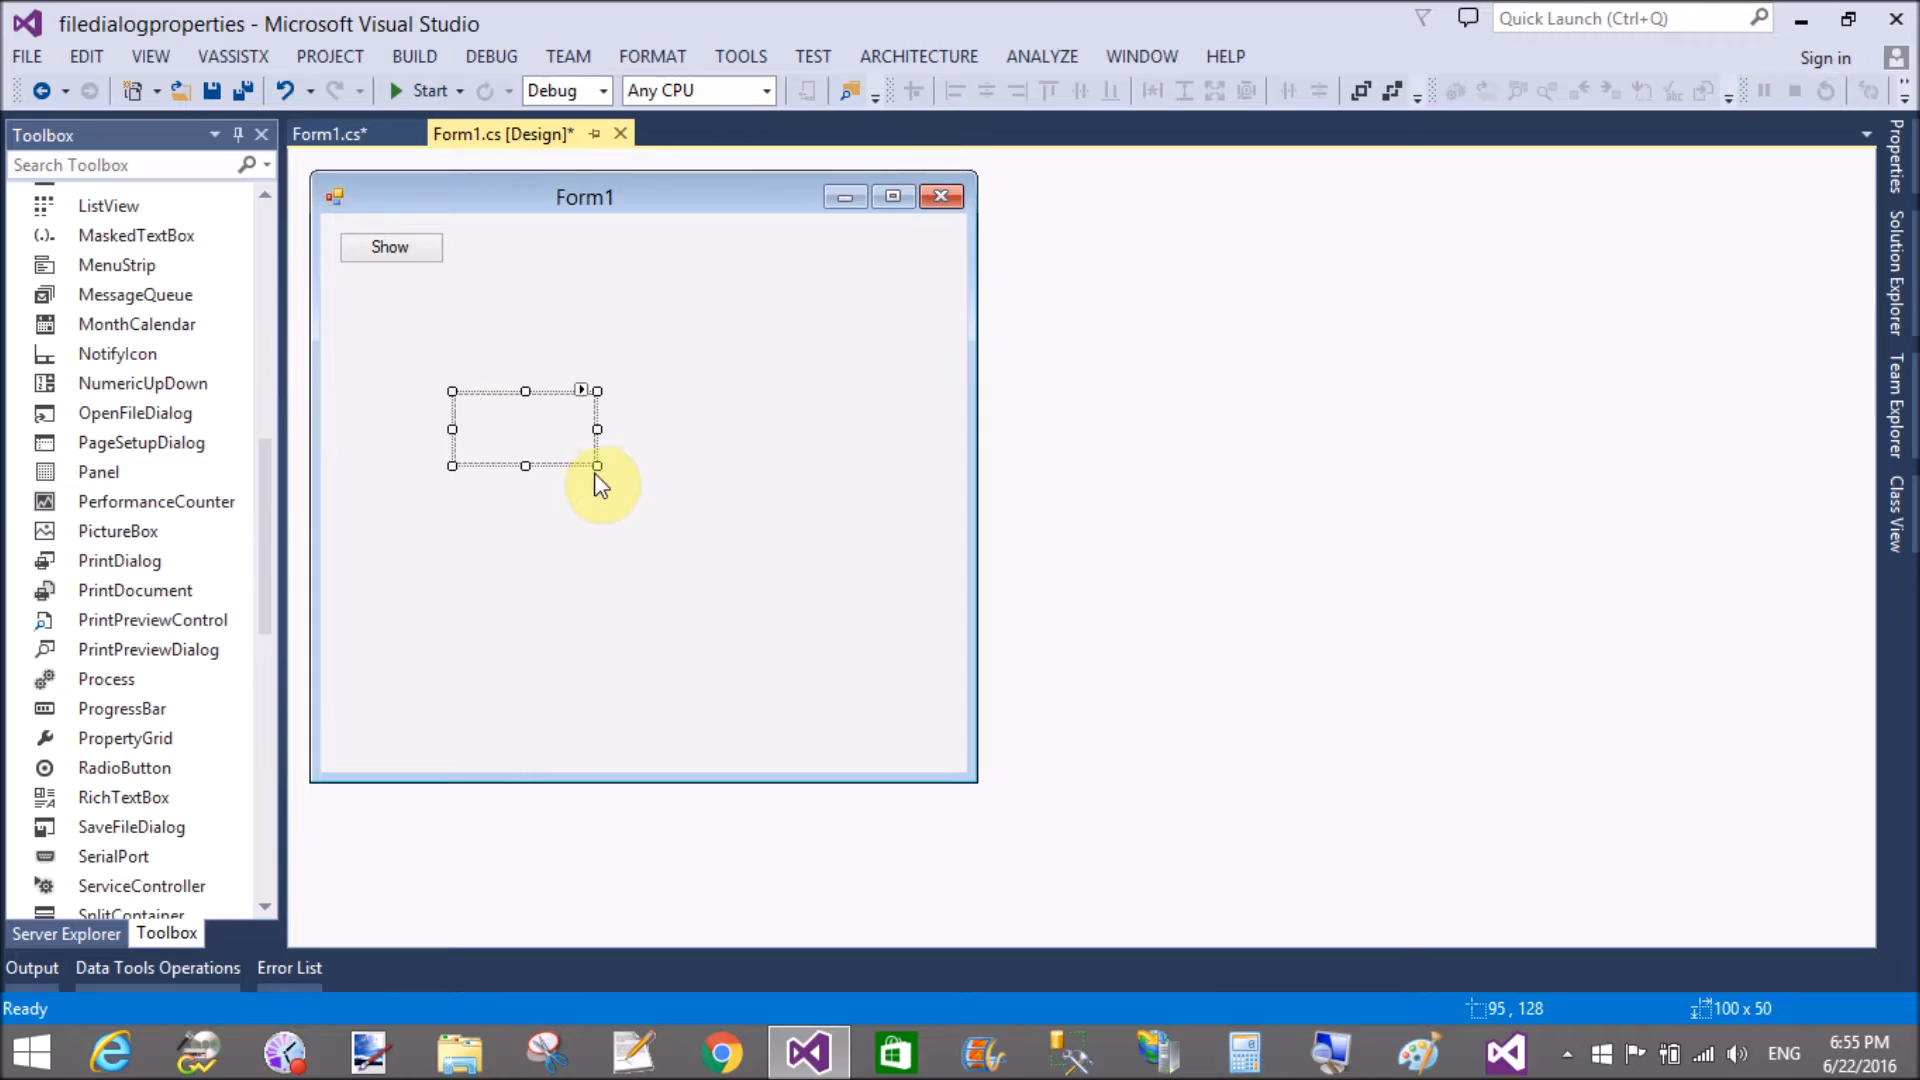 filedialogproperties - Microsoft Visual Studio
Quick Launch (Ctrl+Q)
FILE EDIT VIEW VASSISTX PROJECT BUILD DEBUG TEAM FORMAT TOOLS TEST ARCHITECTURE ANALYZE WINDOW HELP
Sign in
Start Debug Any CPU
Toolbox
Form1.cs*
Form1.cs [Design]*
Search Toolbox
ListView
MaskedTextBox
MenuStrip
MessageQueue
MonthCalendar
NotifyIcon
NumericUpDown
OpenFileDialog
PageSetupDialog
Panel
PerformanceCounter
PictureBox
PrintDialog
PrintDocument
PrintPreviewControl
PrintPreviewDialog
Process
ProgressBar
PropertyGrid
RadioButton
RichTextBox
SaveFileDialog
SerialPort
ServiceController
SplitContainer
Server Explorer Toolbox
Form1
Show
Properties
Solution Explorer
Team Explorer
Class View
Output Data Tools Operations Error List
Ready
95 , 128
100 x 50
ENG
6:55 PM
6/22/2016